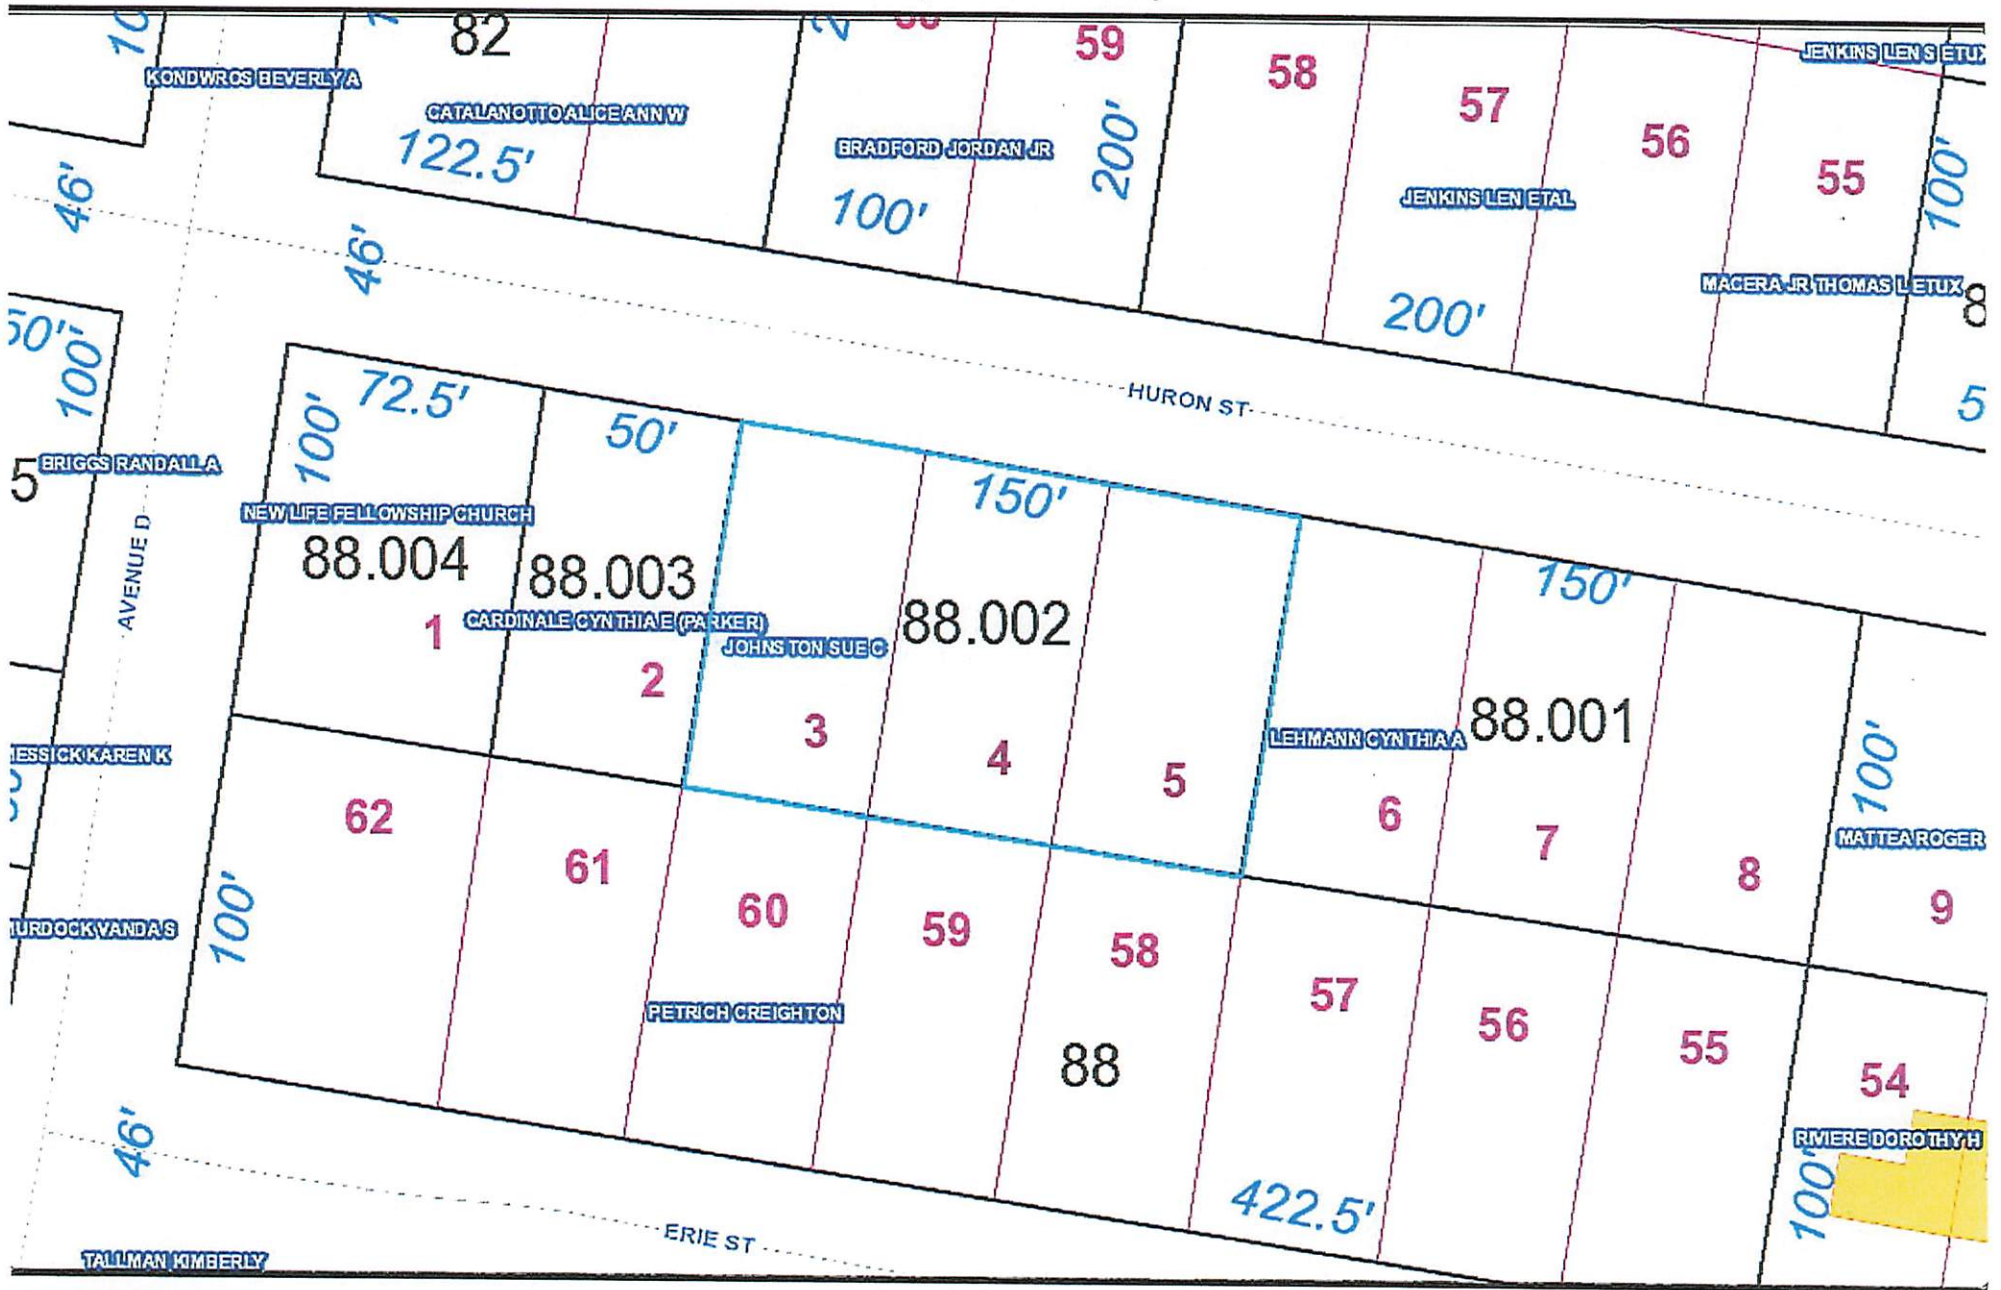 82
59
58
57
56
55
JENKINS LEN S ETUX
KONDWROS BEVERLY A
CATALANOTTO ALICE ANN W
122.5'
BRADFORD JORDAN JR
100'
200'
JENKINS LEN ETAL
100'
46'
46'
200'
MACERA JR THOMAS L ETUX
8
5
HURON ST
50'
100'
72.5'
100'
50'
150'
150'
5
BRIGGS RANDALL A
AVENUE D
NEW LIFE FELLOWSHIP CHURCH
88.004
88.003
88.002
88.001
1
CARDINALE CYNTHIA E (PARKER)
JOHNSTON SUE C
2
3
4
5
LEHMANN CYNTHIA A
6
7
8
100'
MATTEA ROGER
9
ESSICK KAREN K
62
61
60
59
58
57
56
55
54
100'
URDOCK VANDA S
PETRICH CREIGHTON
88
422.5'
RIVIERE DOROTHY H
100'
46'
ERIE ST
TALLMAN KIMBERLY